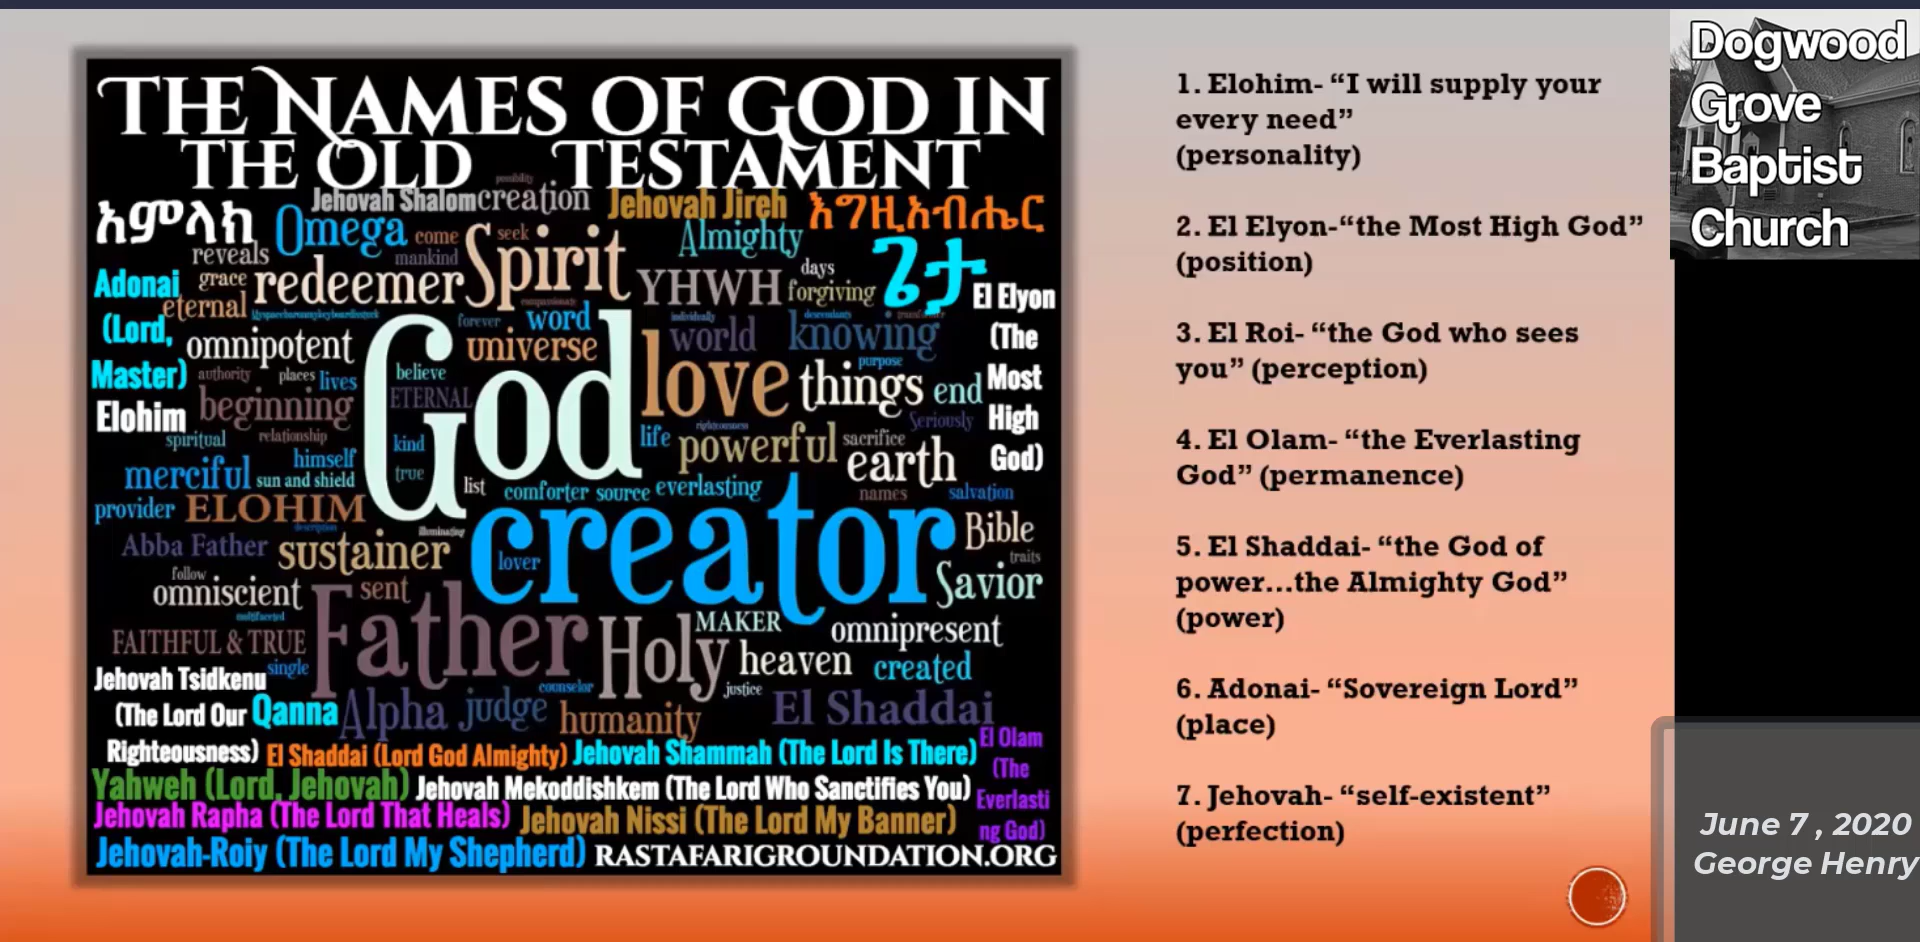 THE NAMES OF GOD IN
THE OLD TESTAMENT
possibility
Jehovah Shalom creation Jehovah Jireh
አምላክ Omega come seek Spirit Almighty እግዚአብሔር
reveals mankind days ጌታ
Adonai grace redeemer YHWH forgiving El Elyon
eternal compassionate
(Lord, forever word individually descendants (The
omnipotent universe world knowing
Master) authority places lives believe God love purpose things end Most
Elohim beginning ETERNAL Seriously High
spiritual relationship kind life righteousness powerful sacrifice God)
merciful himself true earth
sun and shield list comforter source everlasting names salvation
provider ELOHIM creator Bible
description illuminating
Abba Father sustainer lover traits
follow sent Savior
omniscient Father Holy MAKER omnipresent
multifaceted
FAITHFUL & TRUE heaven created
single counselor justice
Jehovah Tsidkenu
(The Lord Our Qanna Alpha judge humanity El Shaddai
Righteousness) El Shaddai (Lord God Almighty) Jehovah Shammah (The Lord Is There) El Olam
(The
Yahweh (Lord, Jehovah) Jehovah Mekoddishkem (The Lord Who Sanctifies You) Everlasti
Jehovah Rapha (The Lord That Heals) Jehovah Nissi (The Lord My Banner) ng God)
Jehovah-Roiy (The Lord My Shepherd) RASTAFARIGROUNDATION.ORG
1. Elohim- “I will supply your
every need”
(personality)
2. El Elyon-“the Most High God”
(position)
3. El Roi- “the God who sees
you” (perception)
4. El Olam- “the Everlasting
God” (permanence)
5. El Shaddai- “the God of
power...the Almighty God”
(power)
6. Adonai- “Sovereign Lord”
(place)
7. Jehovah- “self-existent”
(perfection)
Dogwood
Grove
Baptist
Church
June 7 , 2020
George Henry